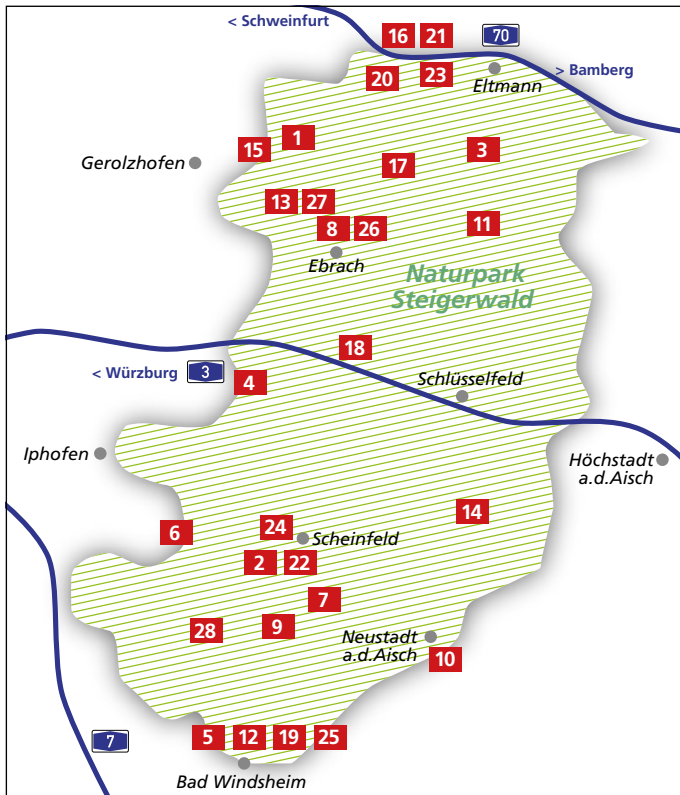 < Schweinfurt
16
21
70
> Bamberg
20
23
Eltmann
1
15
3
Gerolzhofen
17
13
27
8
26
11
Ebrach
Naturpark
Steigerwald
18
< Würzburg
3
4
Schlüsselfeld
Iphofen
Höchstadt
a.d.Aisch
14
6
24
Scheinfeld
2
22
7
28
9
Neustadt
a.d.Aisch
10
7
5
12
19
25
Bad Windsheim